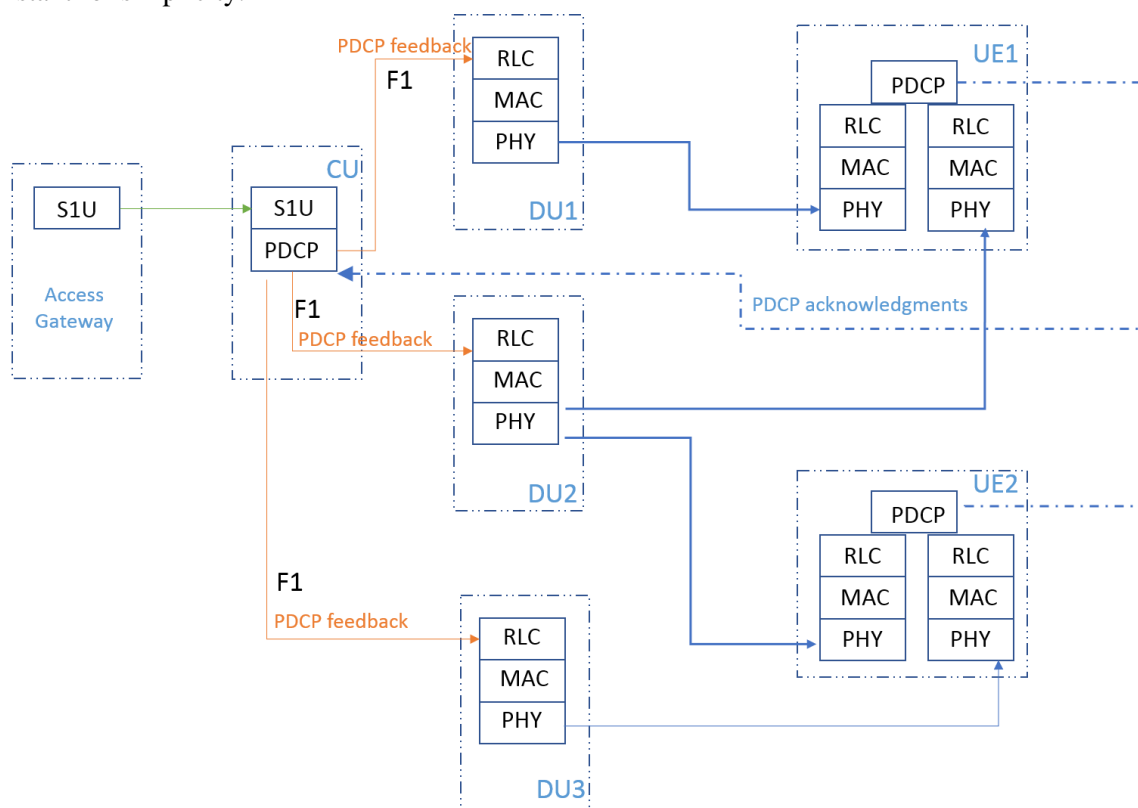 PDCP feedback
F1
RLC
MAC
PHY
DU1
UE1
PDCP
RLC
MAC
PHY
RLC
MAC
PHY
S1U
Access
Gateway
CU
S1U
PDCP
F1
PDCP feedback
RLC
MAC
PHY
DU2
PDCP acknowledgments
UE2
PDCP
RLC
MAC
PHY
RLC
MAC
PHY
F1
PDCP feedback
RLC
MAC
PHY
DU3